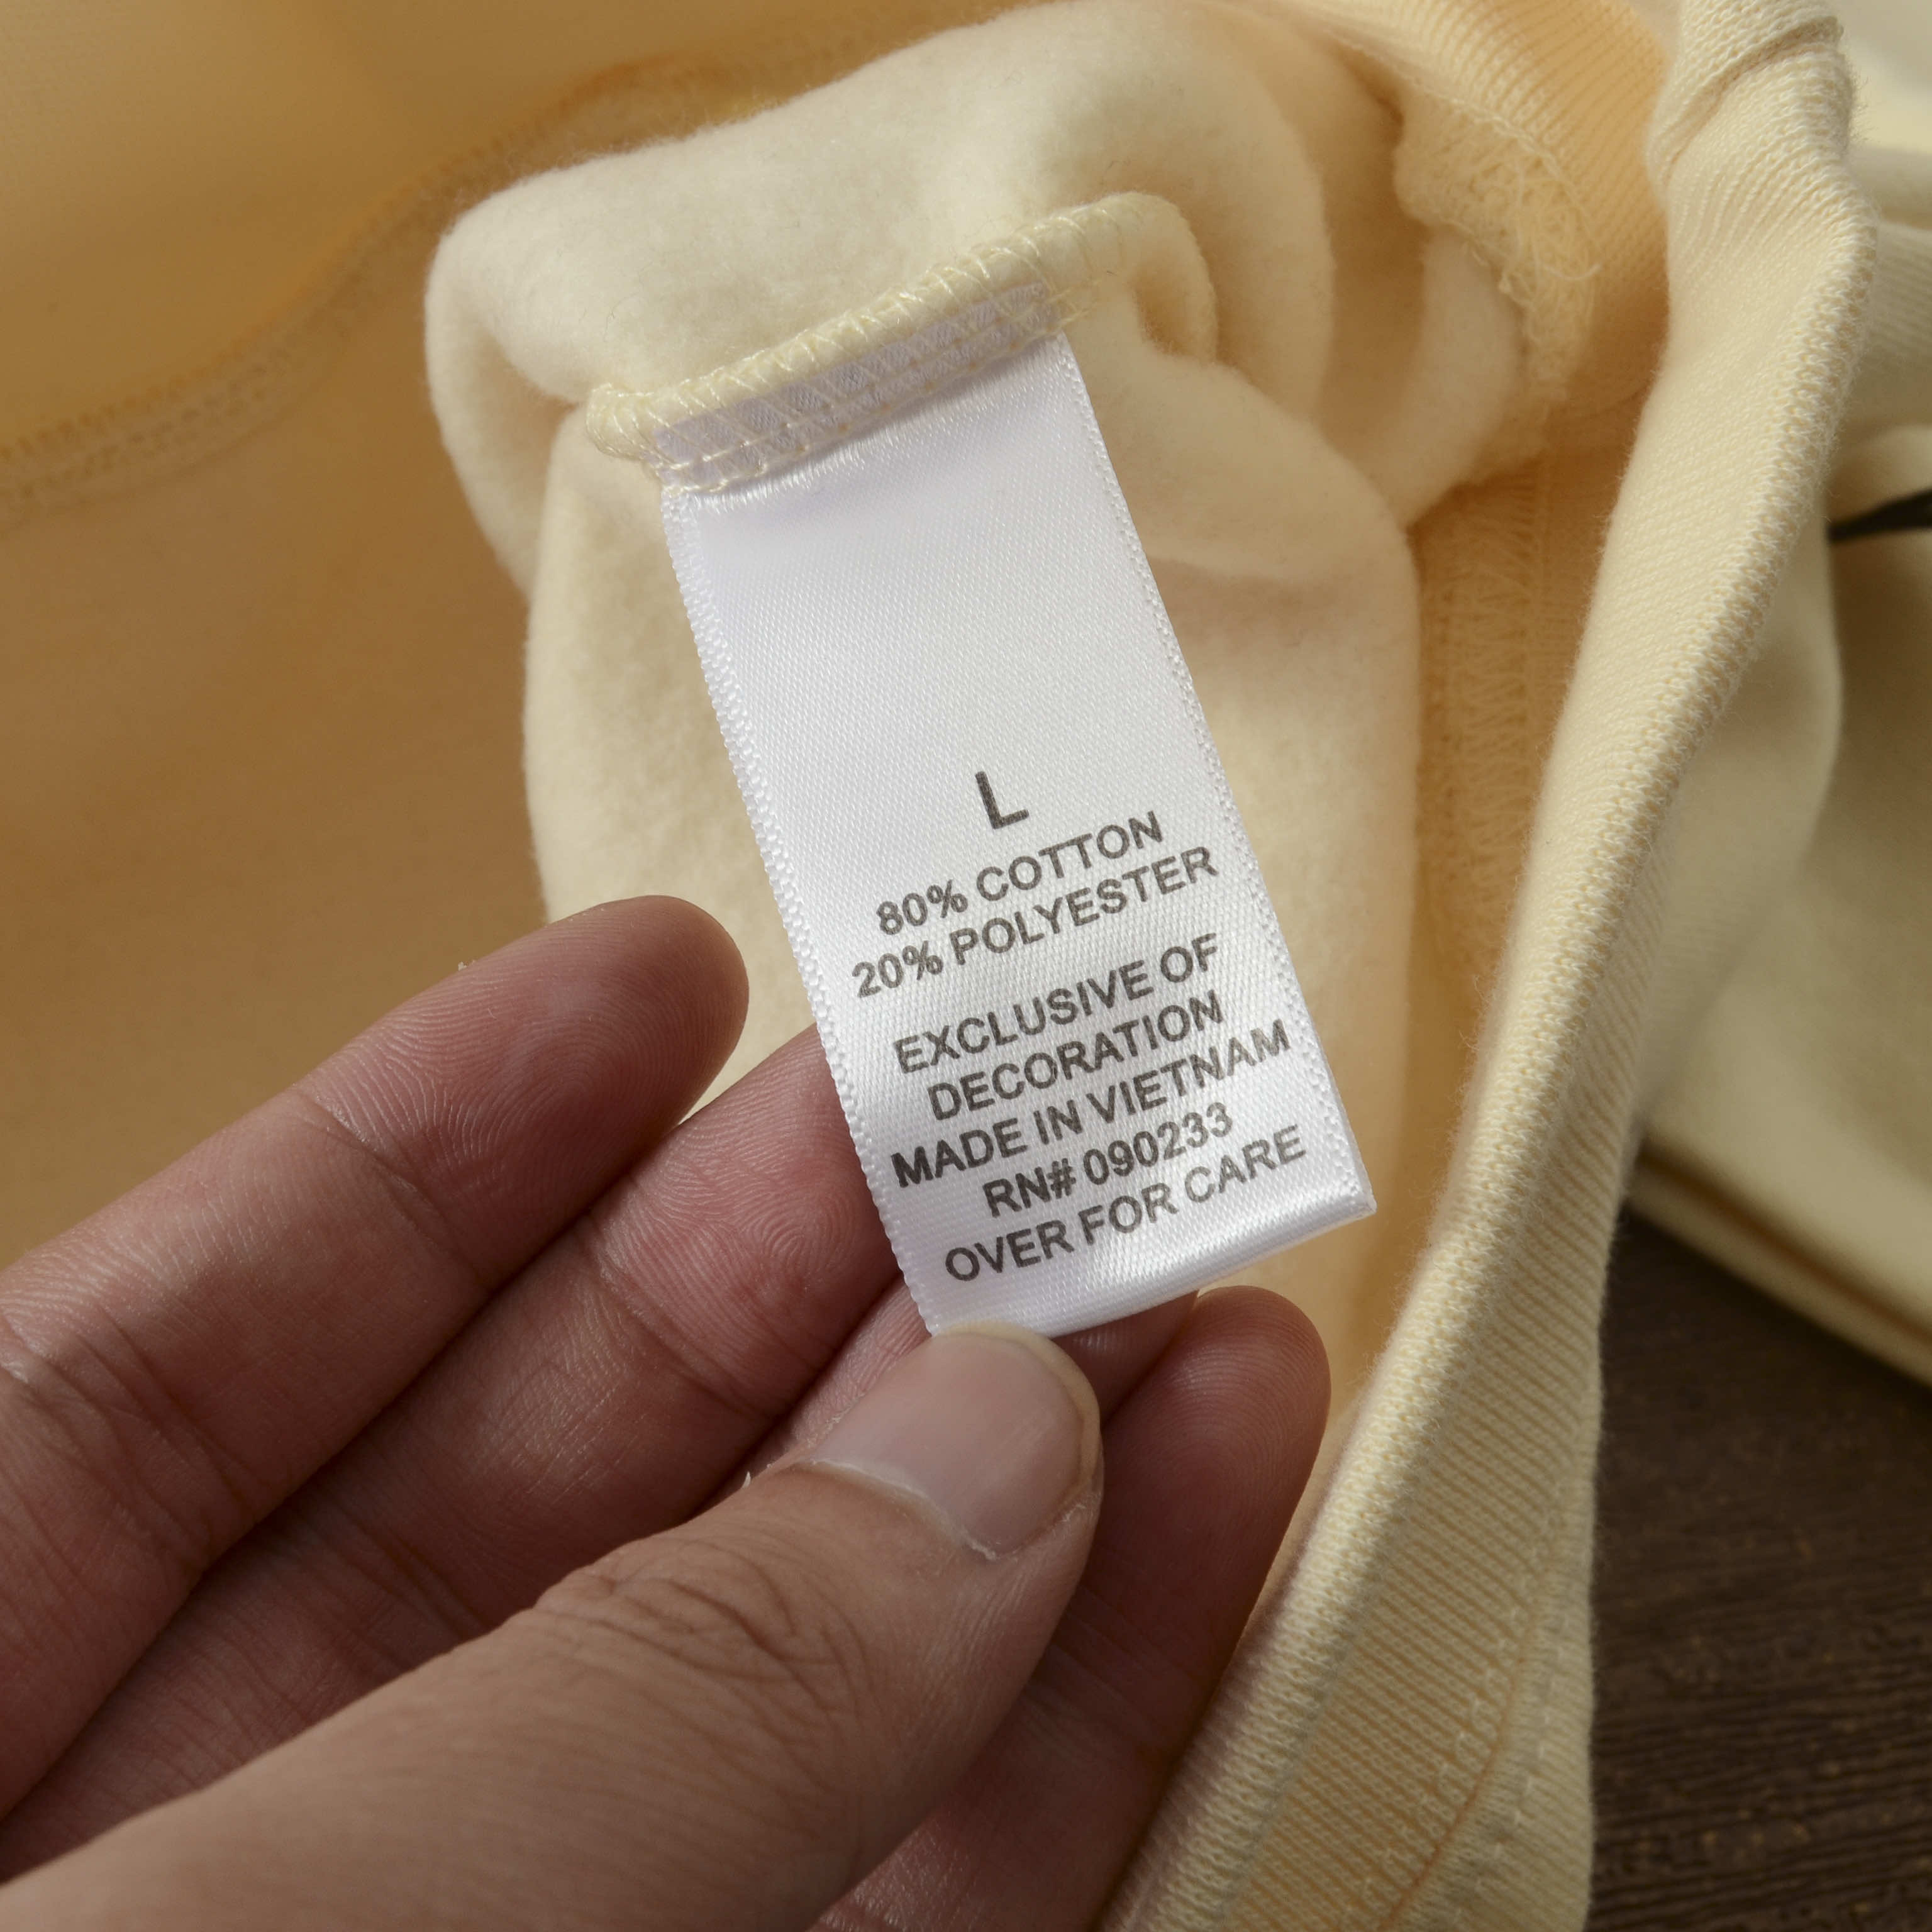 L
80% COTTON
20% POLYESTER
EXCLUSIVE OF
DECORATION
MADE IN VIETNAM
RN# 090233
OVER FOR CARE